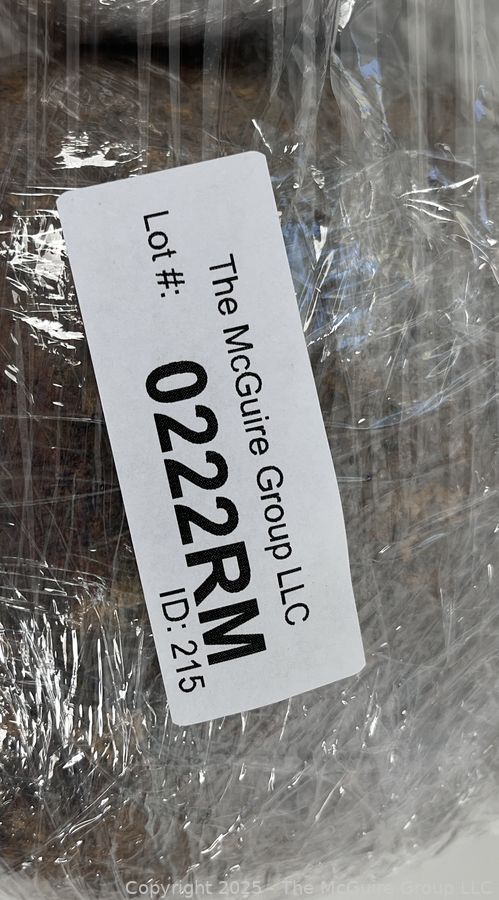 The McGuire Group LLC
Lot #: 0222RM
ID: 215
Copyright 2025 - The McGuire Group LLC